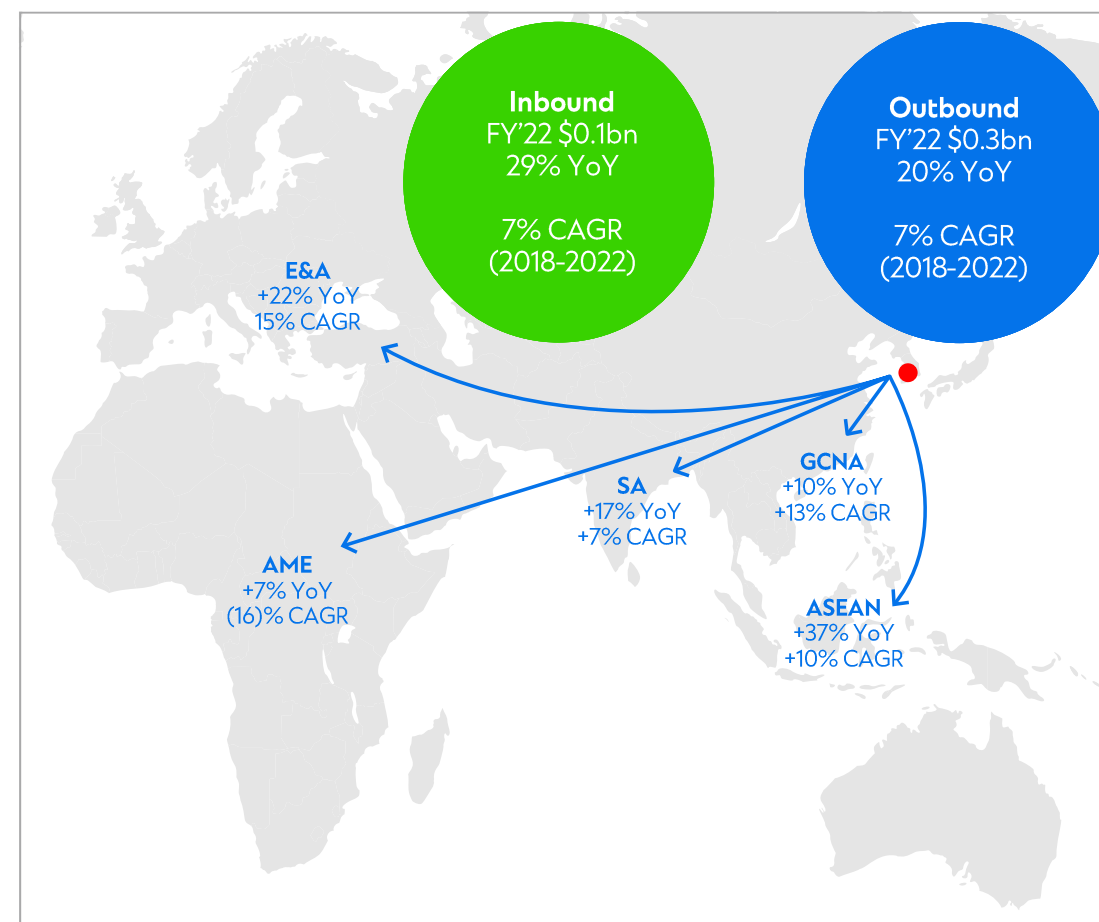 Inbound
FY'22 $0.1bn
29% YoY
7% CAGR
(2018-2022)
Outbound
FY'22 $0.3bn
20% YoY
7% CAGR
(2018-2022)
E&A
+22% YoY
15% CAGR
GCNA
+10% YoY
+13% CAGR
SA
+17% YoY
+7% CAGR
AME
+7% YoY
(16)% CAGR
ASEAN
+37% YoY
+10% CAGR